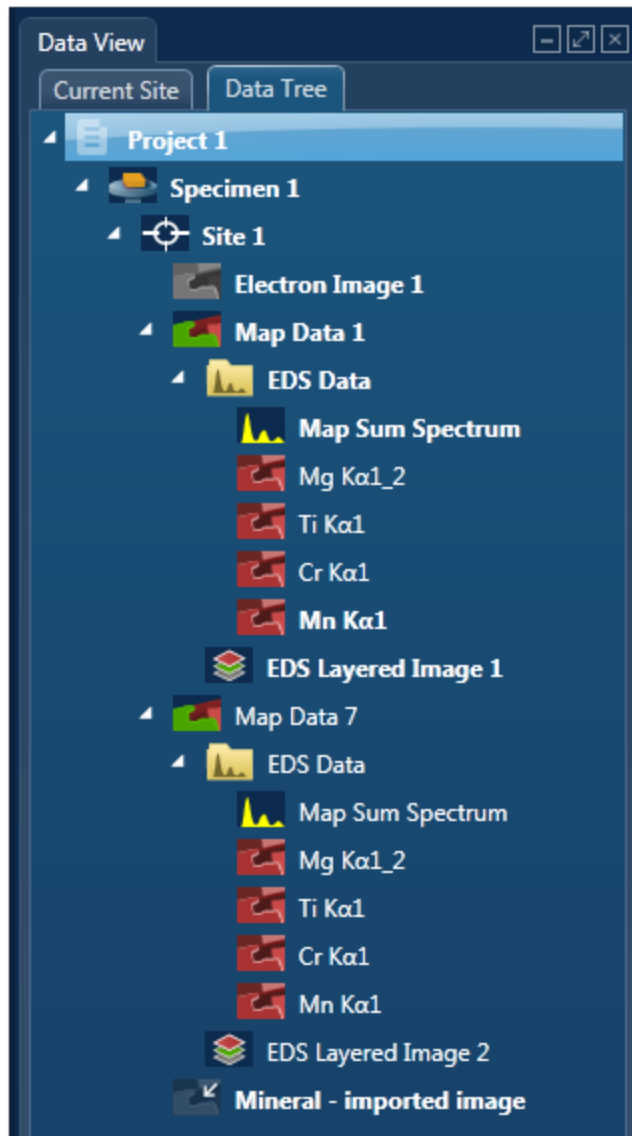 Data View
Current Site Data Tree
Project 1
Specimen 1
Site 1
Electron Image 1
Map Data 1
EDS Data
Map Sum Spectrum
Mg Kα1_2
Ti Kα1
Cr Kα1
Mn Kα1
EDS Layered Image 1
Map Data 7
EDS Data
Map Sum Spectrum
Mg Kα1_2
Ti Kα1
Cr Kα1
Mn Kα1
EDS Layered Image 2
Mineral - imported image